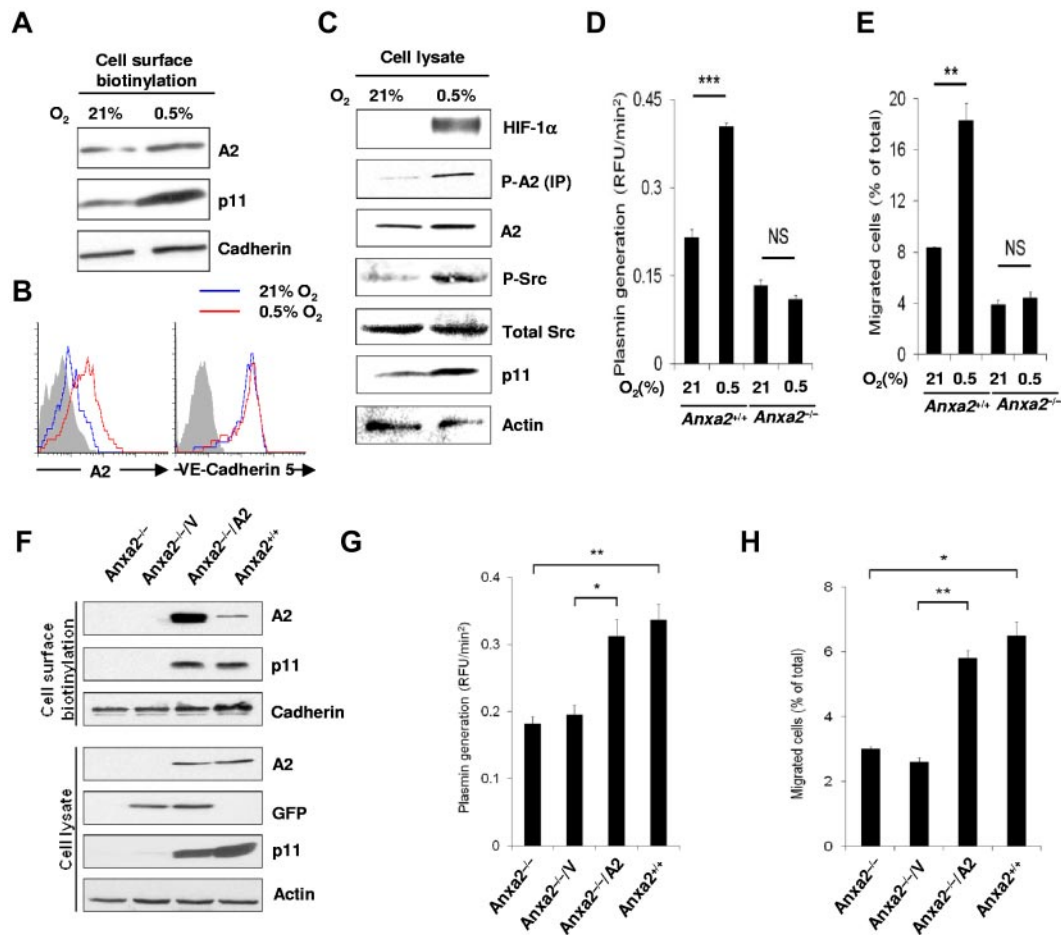 A
Cell surface
biotinylation
O2 21% 0.5%
A2
p11
Cadherin
B
21% O2
0.5% O2
A2
VE-Cadherin 5
C
Cell lysate
O2 21% 0.5%
HIF-1α
P-A2 (IP)
A2
P-Src
Total Src
p11
Actin
D
Plasmin generation (RFU/min²)
0.45
0.3
0.15
0
***
NS
O2(%) 21 0.5 21 0.5
Anxa2+/+ Anxa2−/−
E
Migrated cells (% of total)
20
16
12
8
4
0
**
NS
O2(%) 21 0.5 21 0.5
Anxa2+/+ Anxa2−/−
F
Anxa2−/−
Anxa2−/−/V
Anxa2−/−/A2
Anxa2+/+
Cell surface
biotinylation
A2
p11
Cadherin
Cell lysate
A2
GFP
p11
Actin
G
Plasmin generation (RFU/min²)
0.4
0.3
0.2
0.1
0
**
*
Anxa2−/−
Anxa2−/−/V
Anxa2−/−/A2
Anxa2+/+
H
Migrated cells (% of total)
8
6
4
2
0
*
**
Anxa2−/−
Anxa2−/−/V
Anxa2−/−/A2
Anxa2+/+